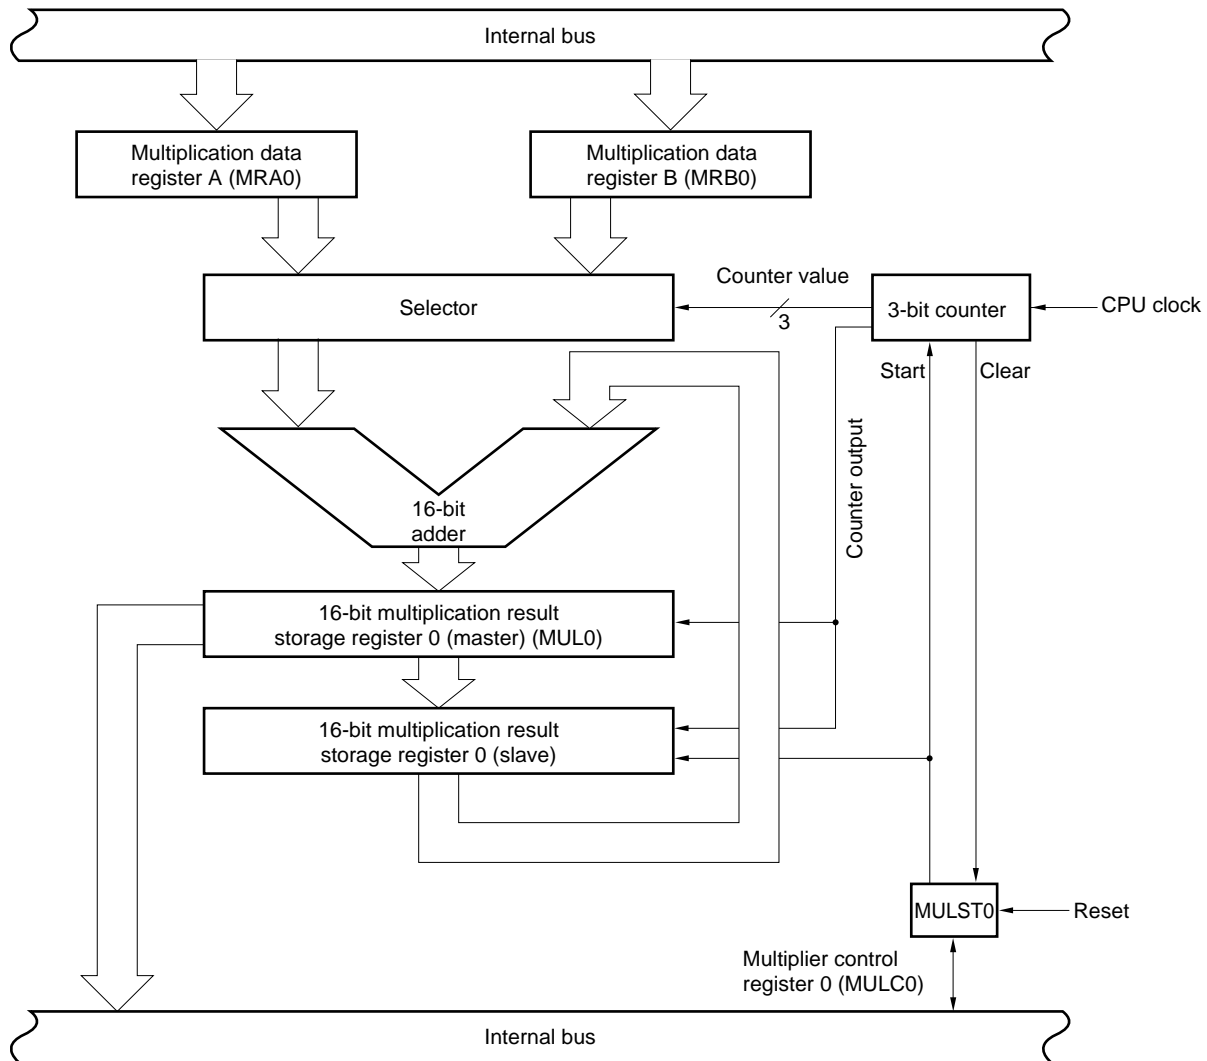 Internal bus
Multiplication data
register A (MRA0)
Multiplication data
register B (MRB0)
Selector
Counter value
3
3-bit counter
CPU clock
Start
Clear
Counter output
16-bit
adder
16-bit multiplication result
storage register 0 (master) (MUL0)
16-bit multiplication result
storage register 0 (slave)
MULST0
Reset
Multiplier control
register 0 (MULC0)
Internal bus